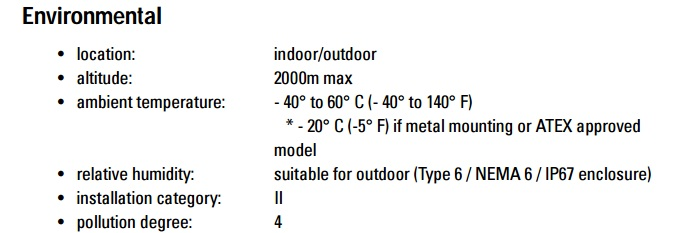 Environmental
• location: indoor/outdoor
• altitude: 2000m max
• ambient temperature: - 40° to 60° C (- 40° to 140° F)
* - 20° C (-5° F) if metal mounting or ATEX approved
model
• relative humidity: suitable for outdoor (Type 6 / NEMA 6 / IP67 enclosure)
• installation category: II
• pollution degree: 4